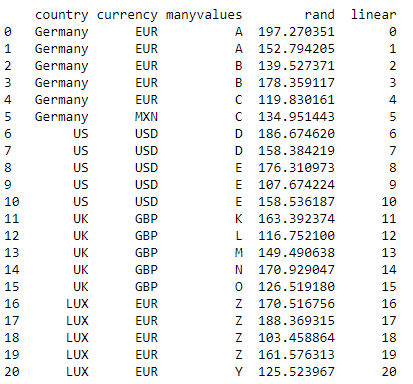 country currency manyvalues rand linear
0 Germany EUR A 197.270351 0
1 Germany EUR A 152.794205 1
2 Germany EUR B 139.527371 2
3 Germany EUR B 178.359117 3
4 Germany EUR C 119.830161 4
5 Germany MXN C 134.951443 5
6 US USD D 186.674620 6
7 US USD D 158.384219 7
8 US USD E 176.310973 8
9 US USD E 107.674224 9
10 US USD E 158.536187 10
11 UK GBP K 163.392374 11
12 UK GBP L 116.752100 12
13 UK GBP M 149.490638 13
14 UK GBP N 170.929047 14
15 UK GBP O 126.519180 15
16 LUX EUR Z 170.516756 16
17 LUX EUR Z 188.369315 17
18 LUX EUR Z 103.458864 18
19 LUX EUR Z 161.576313 19
20 LUX EUR Y 125.523967 20